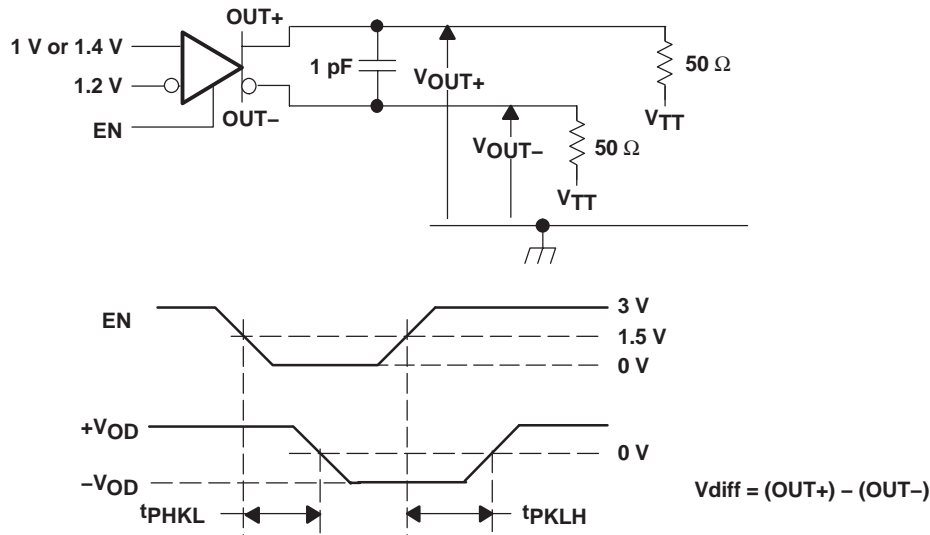 OUT+
1 V or 1.4 V
1 pF
VOUT+
50 Ω
1.2 V
VTT
OUT−
EN
VOUT−
50 Ω
VTT
EN
3 V
1.5 V
0 V
+VOD
0 V
−VOD
Vdiff = (OUT+) − (OUT−)
tPHKL
tPKLH